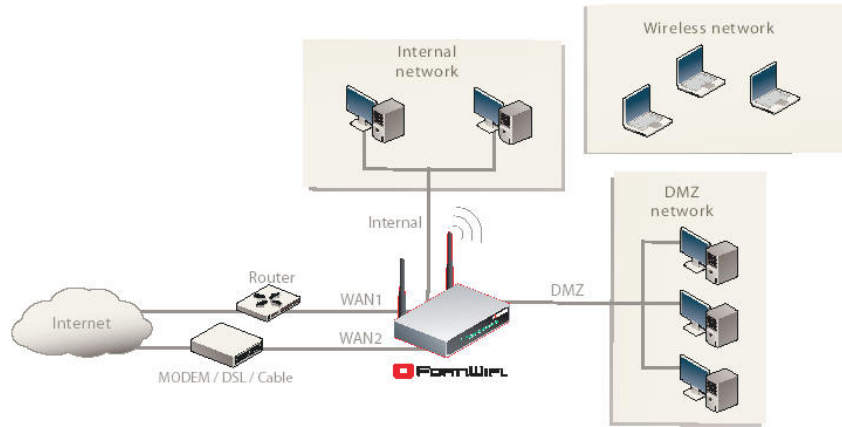 Internal
network
Wireless network
DMZ
network
Internal
Router
WAN1
DMZ
Internet
WAN2
MODEM / DSL / Cable
FORTIWIFI